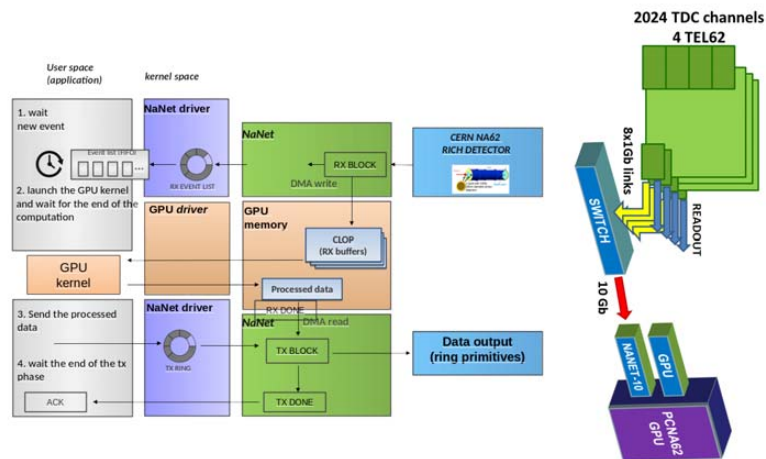 2024 TDC channels
4 TEL62
User space
(application)
kernel space
1. wait
new event
Event list (FIFO)
...
2. launch the GPU kernel
and wait for the end of the
computation
NaNet driver
RX EVENT LIST
NaNet
RX BLOCK
DMA write
CERN NA62
RICH DETECTOR
GPU driver
GPU
memory
CLOP
(RX buffers)
GPU
kernel
Processed data
RX DONE
3. Send the processed
data
4. wait the end of the tx
phase
ACK
NaNet driver
TX RING
NaNet
DMA read
TX BLOCK
TX DONE
Data output
(ring primitives)
8x1Gb links
READOUT
SWITCH
10 Gb
NANET-10
GPU
PCNA62
GPU